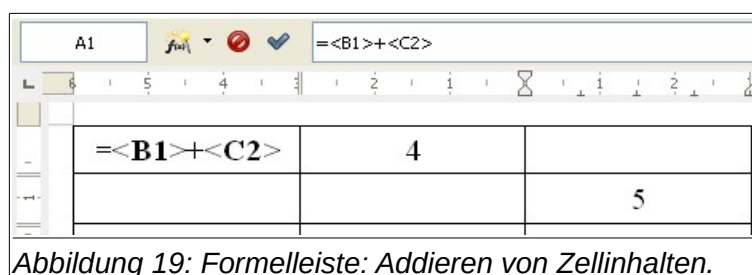 A1 f(x) =<B1>+<C2>
6 5 4 3 2 1 1 2
=<B1>+<C2> 4
1 5
Abbildung 19: Formelleiste: Addieren von Zellinhalten.